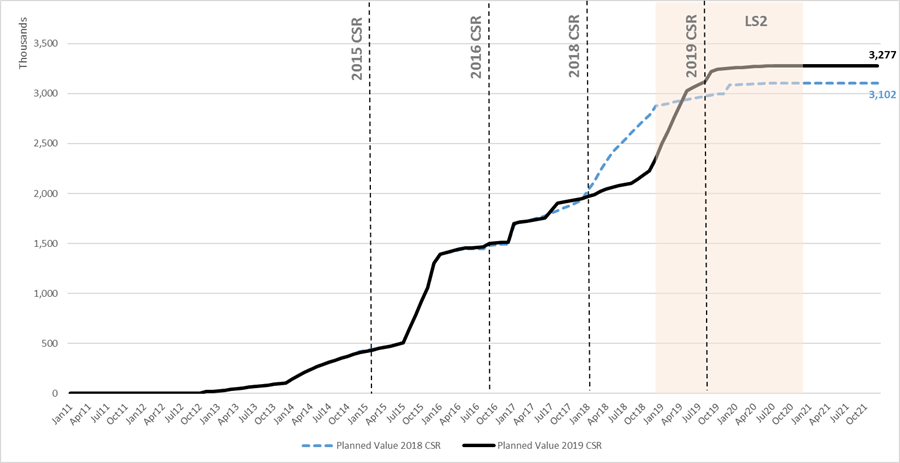 Thousands
3,500
3,000
2,500
2,000
1,500
1,000
500
0
2015 CSR
2016 CSR
2018 CSR
2019 CSR
LS2
3,277
3,102
Jan11
Apr11
Jul11
Oct11
Jan12
Apr12
Jul12
Oct12
Jan13
Apr13
Jul13
Oct13
Jan14
Apr14
Jul14
Oct14
Jan15
Apr15
Jul15
Oct15
Jan16
Apr16
Jul16
Oct16
Jan17
Apr17
Jul17
Oct17
Jan18
Apr18
Jul18
Oct18
Jan19
Apr19
Jul19
Oct19
Jan20
Apr20
Jul20
Oct20
Jan21
Apr21
Jul21
Oct21
Planned Value 2018 CSR
Planned Value 2019 CSR